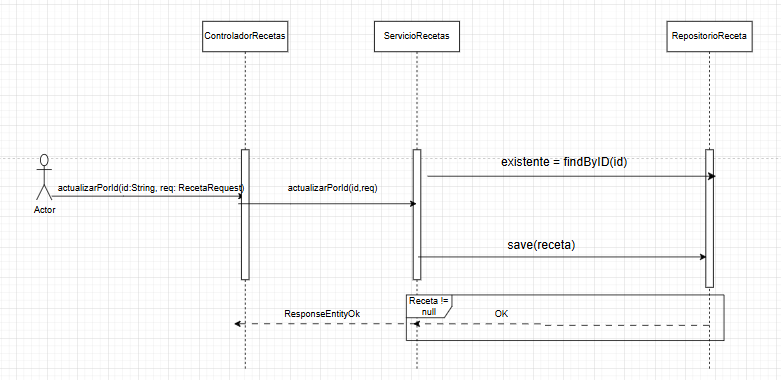 ControladorRecetas
ServicioRecetas
RepositorioReceta
existente = findByID(id)
actualizarPorId(id:String, req: RecetaRequest)
actualizarPorId(id,req)
Actor
save(receta)
Receta !=
null
ResponseEntityOk
OK